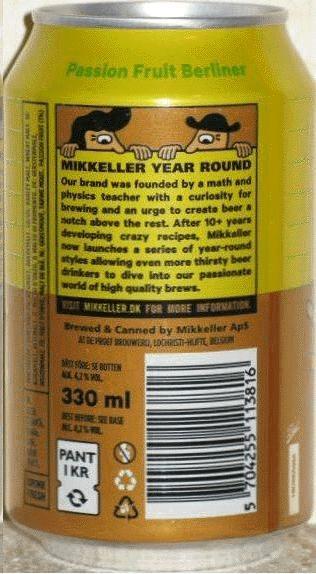 Passion Fruit Berliner
MIKKELLER YEAR ROUND
Our brand was founded by a math and
physics teacher with a curiosity for
brewing and an urge to create beer a
notch above the rest. After 10+ years
developing crazy recipes, Mikkeller
now launches a series of year-round
styles allowing even more thirsty beer
drinkers to dive into our passionate
world of high quality brews.
VISIT MIKKELLER.DK FOR MORE INFORMATION.
Brewed & Canned by Mikkeller ApS
AT DE PROEF BROUWERIJ, LOCHRISTI-HIJFTE, BELGIUM
MIN. HOLDBAR
ALK. 4,2% VOL.
330 ml
BEST BEFORE: SEE BASE
ALC. 4,2% VOL.
PANT
1 KR
DRINK
FRESH
5 704255 113816